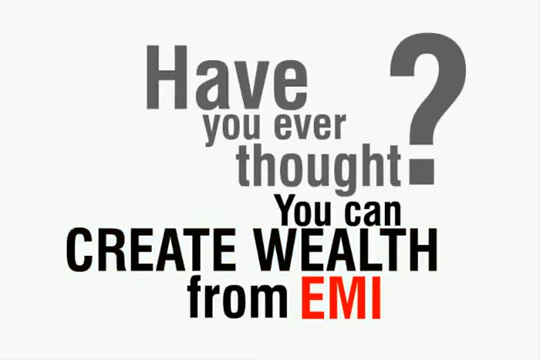 Have
you ever
thought?
You can
CREATE WEALTH
from EMI